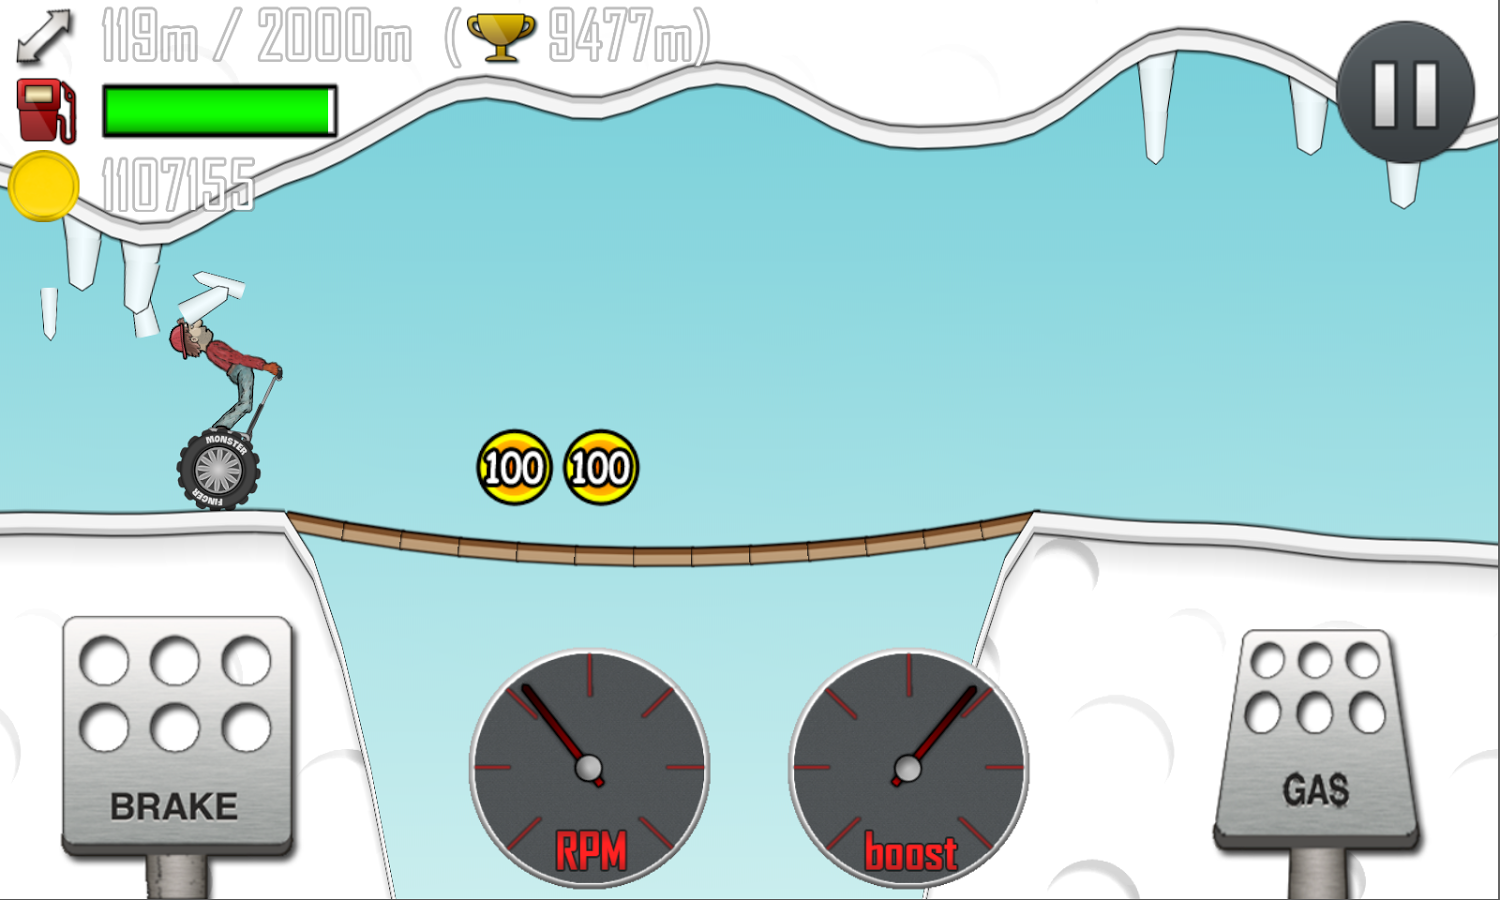 119m / 2000m ( 9477m)
1107155
MONSTER
FINGER
100 100
BRAKE
RPM
boost
GAS